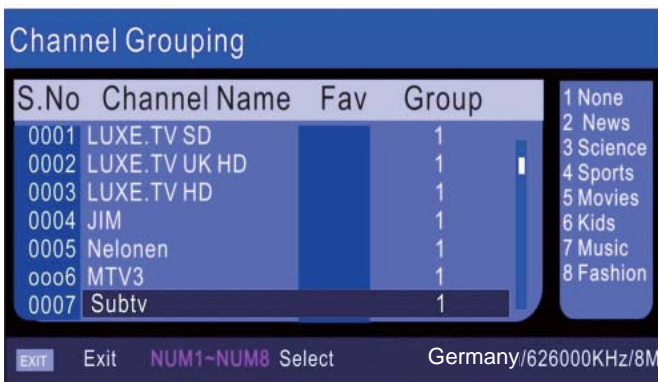 Channel Grouping
S.No Channel Name Fav Group
0001 LUXE.TV SD 1
0002 LUXE.TV UK HD 1
0003 LUXE.TV HD 1
0004 JIM 1
0005 Nelonen 1
ooo6 MTV3 1
0007 Subtv 1
1 None
2 News
3 Science
4 Sports
5 Movies
6 Kids
7 Music
8 Fashion
EXIT Exit NUM1~NUM8 Select Germany/626000KHz/8M